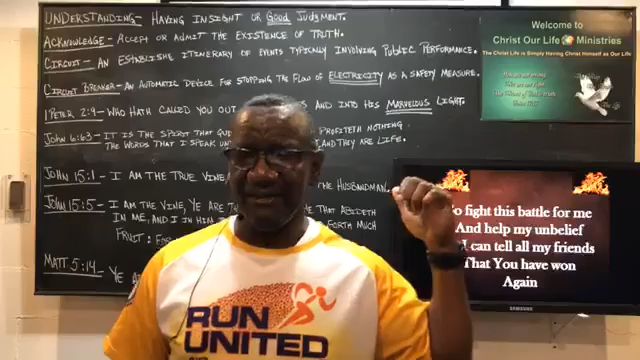 UNDERSTANDING- HAVING INSIGHT OR GOOD JUDGMENT.
ACKNOWLEDGE- ACCEPT OR ADMIT THE EXISTENCE OF TRUTH.
CIRCUIT - AN ESTABLISHE ITINERARY OF EVENTS TYPICALLY INVOLVING PUBLIC PERFORMANCE.
CIRCUIT BREAKER- AN AUTOMATIC DEVICE FOR STOPPING THE FLOW OF ELECTRICITY AS A SAFETY MEASURE.
1 PETER 2:9- WHO HATH CALLED YOU OUT AND INTO HIS MARVELOUS LIGHT.
JOHN 6:63- IT IS THE SPIRIT THAT PROFITETH NOTHING
THE WORDS THAT I SPEAK AND THEY ARE LIFE.
JOHN 15:1- I AM THE TRUE VINE, THE HUSBANDMAN.
JOHN 15:5- I AM THE VINE, YE ARE THAT ABIDETH
IN ME, AND I IN HIM FORTH MUCH
FRUIT:
MATT 5:14- YE
Welcome to
Christ Our Life Ministries
The Christ Life is Simply Having Christ Himself as Our Life
The Life
fight this battle for me
And help my unbelief
I can tell all my friends
That You have won
Again
SAMSUNG
RUN
UNITED